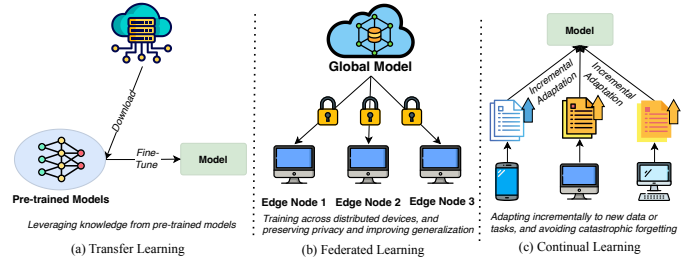 Download
Fine-
Tune
Model
Pre-trained Models
Leveraging knowledge from pre-trained models
(a) Transfer Learning
Global Model
Edge Node 1
Edge Node 2
Edge Node 3
Training across distributed devices, and
preserving privacy and improving generalization
(b) Federated Learning
Model
Incremental
Adaptation
Incremental
Adaptation
Adapting incrementally to new data or
tasks, and avoiding catastrophic forgetting
(c) Continual Learning